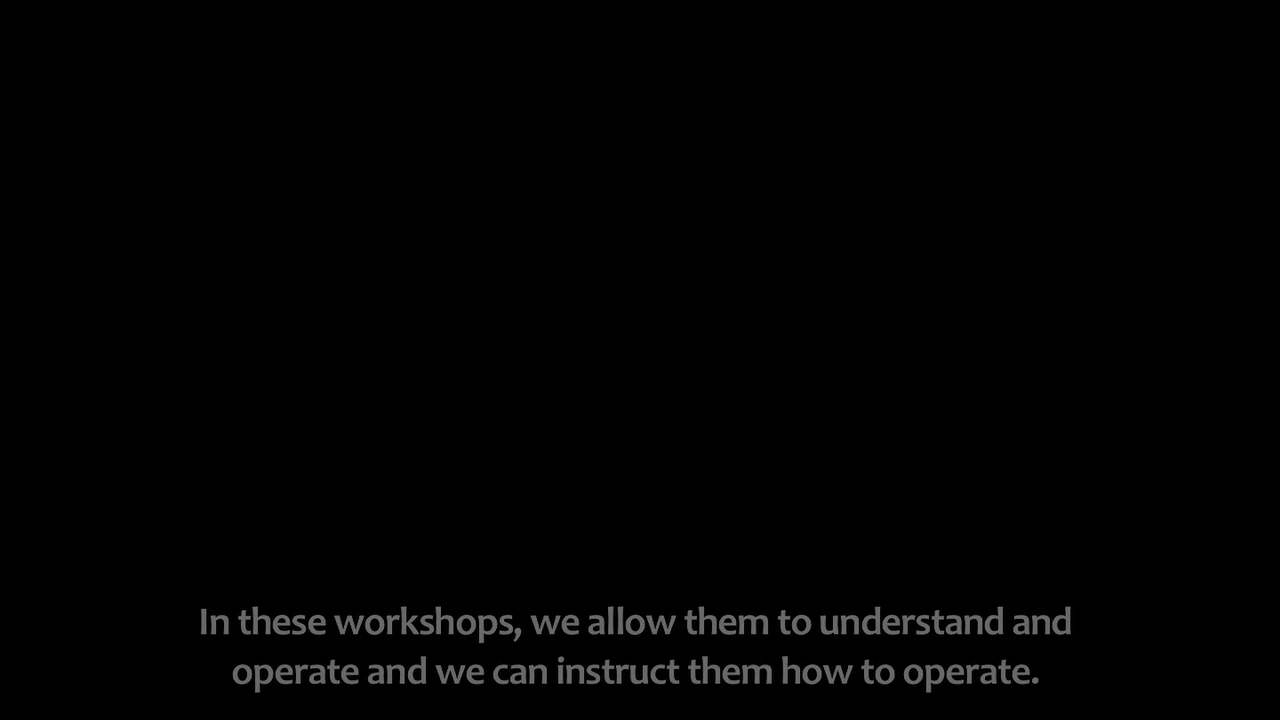 In these workshops, we allow them to understand and
operate and we can instruct them how to operate.